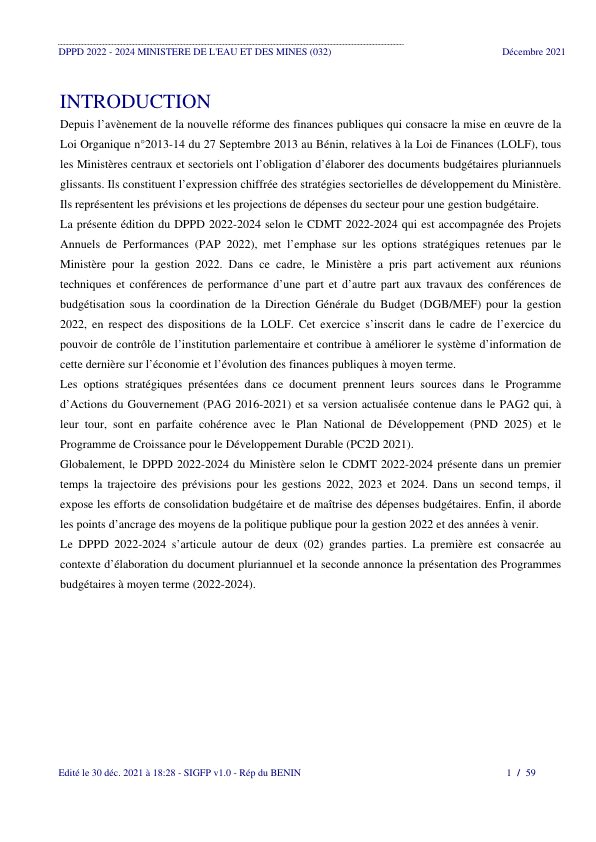 DPPD 2022 - 2024 MINISTERE DE L'EAU ET DES MINES (032) Décembre 2021
INTRODUCTION
Depuis l'avènement de la nouvelle réforme des finances publiques qui consacre la mise en œuvre de la
Loi Organique n°2013-14 du 27 Septembre 2013 au Bénin, relatives à la Loi de Finances (LOLF), tous
les Ministères centraux et sectoriels ont l'obligation d'élaborer des documents budgétaires pluriannuels
glissants. Ils constituent l'expression chiffrée des stratégies sectorielles de développement du Ministère.
Ils représentent les prévisions et les projections de dépenses du secteur pour une gestion budgétaire.
La présente édition du DPPD 2022-2024 selon le CDMT 2022-2024 qui est accompagnée des Projets
Annuels de Performances (PAP 2022), met l'emphase sur les options stratégiques retenues par le
Ministère pour la gestion 2022. Dans ce cadre, le Ministère a pris part activement aux réunions
techniques et conférences de performance d'une part et d'autre part aux travaux des conférences de
budgétisation sous la coordination de la Direction Générale du Budget (DGB/MEF) pour la gestion
2022, en respect des dispositions de la LOLF. Cet exercice s'inscrit dans le cadre de l'exercice du
pouvoir de contrôle de l'institution parlementaire et contribue à améliorer le système d'information de
cette dernière sur l'économie et l'évolution des finances publiques à moyen terme.
Les options stratégiques présentées dans ce document prennent leurs sources dans le Programme
d'Actions du Gouvernement (PAG 2016-2021) et sa version actualisée contenue dans le PAG2 qui, à
leur tour, sont en parfaite cohérence avec le Plan National de Développement (PND 2025) et le
Programme de Croissance pour le Développement Durable (PC2D 2021).
Globalement, le DPPD 2022-2024 du Ministère selon le CDMT 2022-2024 présente dans un premier
temps la trajectoire des prévisions pour les gestions 2022, 2023 et 2024. Dans un second temps, il
expose les efforts de consolidation budgétaire et de maîtrise des dépenses budgétaires. Enfin, il aborde
les points d'ancrage des moyens de la politique publique pour la gestion 2022 et des années à venir.
Le DPPD 2022-2024 s'articule autour de deux (02) grandes parties. La première est consacrée au
contexte d'élaboration du document pluriannuel et la seconde annonce la présentation des Programmes
budgétaires à moyen terme (2022-2024).
Edité le 30 déc. 2021 à 18:28 - SIGFP v1.0 - Rép du BENIN 1 / 59